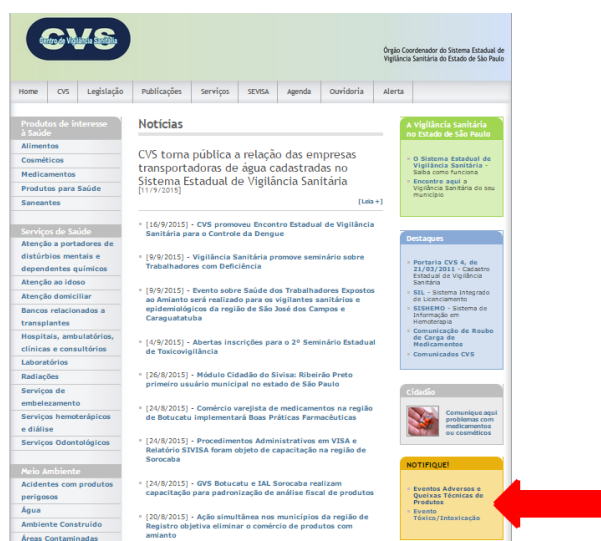 CVS
Centro de Vigilância Sanitária
Órgão Coordenador do Sistema Estadual de
Vigilância Sanitária do Estado de São Paulo
Home
CVS
Legislação
Publicações
Serviços
SEVISA
Agenda
Ouvidoria
Alerta
Produtos de interesse
à Saúde
Alimentos
Cosméticos
Medicamentos
Produtos para Saúde
Saneantes
Serviços de Saúde
Atenção a portadores de
distúrbios mentais e
dependentes químicos
Atenção ao idoso
Atenção domiciliar
Bancos relacionados a
transplantes
Hospitais, ambulatórios,
clínicas e consultórios
Laboratórios
Radiações
Serviços de
embelezamento
Serviços hemoterápicos
e diálise
Serviços Odontológicos
Meio Ambiente
Acidentes com produtos
perigosos
Água
Ambiente Construído
Áreas Contaminadas
Notícias
CVS torna pública a relação das empresas
transportadoras de água cadastradas no
Sistema Estadual de Vigilância Sanitária
[11/9/2015]
[Leia +]
[16/9/2015] - CVS promoveu Encontro Estadual de Vigilância
Sanitária para o Controle da Dengue
[9/9/2015] - Vigilância Sanitária promove seminário sobre
Trabalhadores com Deficiência
[9/9/2015] - Evento sobre Saúde dos Trabalhadores Expostos
ao Amianto será realizado para os vigilantes sanitários e
epidemiológicos da região de São José dos Campos e
Caraguatatuba
[4/9/2015] - Abertas inscrições para o 2º Seminário Estadual
de Toxicovigilância
[26/8/2015] - Módulo Cidadão do Sivisa: Ribeirão Preto
primeiro usuário municipal no estado de São Paulo
[24/8/2015] - Comércio varejista de medicamentos na região
de Botucatu implementará Boas Práticas Farmacêuticas
[24/8/2015] - Procedimentos Administrativos em VISA e
Relatório SIVISA foram objeto de capacitação na região de
Sorocaba
[24/8/2015] - GVS Botucatu e IAL Sorocaba realizam
capacitação para padronização de análise fiscal de produtos
[20/8/2015] - Ação simultânea nos municípios da região de
Registro objetiva eliminar o comércio de produtos com
amianto
A Vigilância Sanitária
no Estado de São Paulo
O Sistema Estadual de
Vigilância Sanitária -
Saiba como funciona
Encontre aqui a
Vigilância Sanitária do seu
município
Destaques
Portaria CVS 4, de
21/03/2011 - Cadastro
Estadual de Vigilância
Sanitária
SIL - Sistema Integrado
de Licenciamento
SISHEMO - Sistema de
Informação em
Hemoterapia
Comunicação de Roubo
de Carga de
Medicamentos
Comunicados CVS
Cidadão
Comunique aqui
problemas com
medicamentos
ou cosméticos
NOTIFIQUE!
Eventos Adversos e
Queixas Técnicas de
Produtos
Evento
Tóxico/Intoxicação